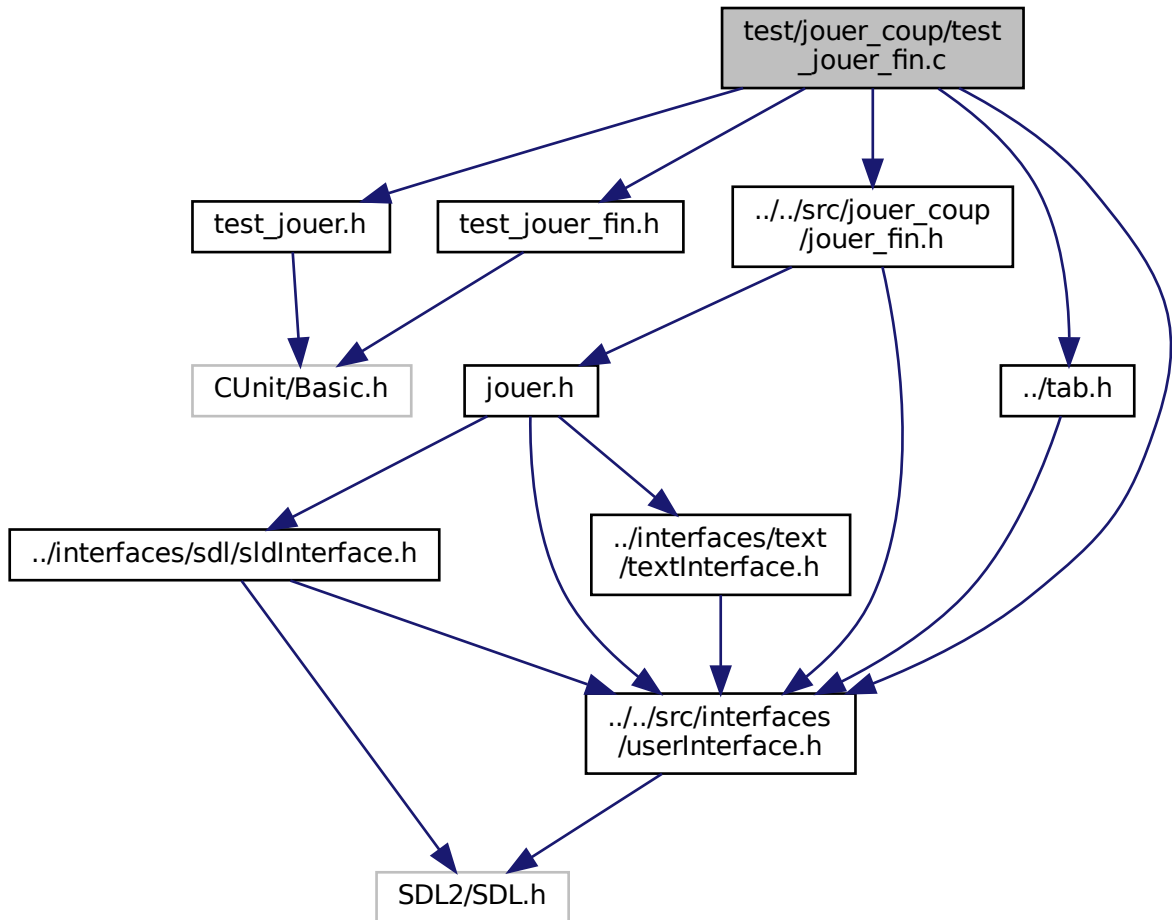 test/jouer_coup/test
_jouer_fin.c
test_jouer.h
test_jouer_fin.h
../../src/jouer_coup
/jouer_fin.h
CUnit/Basic.h
jouer.h
../tab.h
../interfaces/sdl/sldInterface.h
../interfaces/text
/textInterface.h
../../src/interfaces
/userInterface.h
SDL2/SDL.h